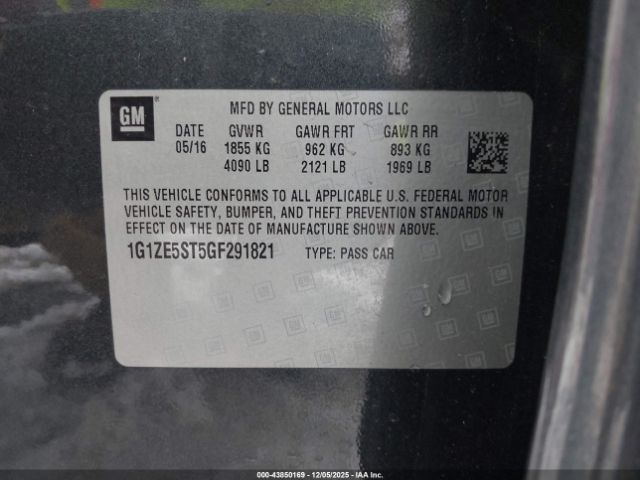 GM
MFD BY GENERAL MOTORS LLC
DATE GVWR GAWR FRT GAWR RR
05/16 1855 KG 962 KG 893 KG
4090 LB 2121 LB 1969 LB
THIS VEHICLE CONFORMS TO ALL APPLICABLE U.S. FEDERAL MOTOR
VEHICLE SAFETY, BUMPER, AND THEFT PREVENTION STANDARDS IN
EFFECT ON THE DATE OF MANUFACTURE SHOWN ABOVE.
1G1ZE5ST5GF291821 TYPE: PASS CAR
000-43850169 - 12/05/2025 - IAA Inc.